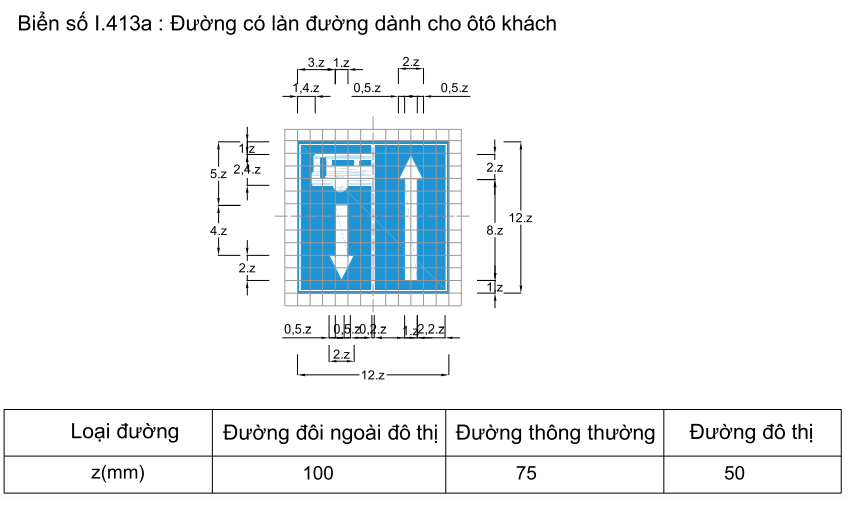 Biển số I.413a : Đường có làn đường dành cho ôtô khách
3.z 1.z 2.z
1,4.z 0,5.z 0,5.z
1.z
5.z 2,4.z 2.z
12.z
4.z 8.z
2.z
1.z
0,5.z 0,5.z 0,2.z 1.z 2,2.z
2.z
12.z
Loại đường Đường đôi ngoài đô thị Đường thông thường Đường đô thị
z(mm) 100 75 50